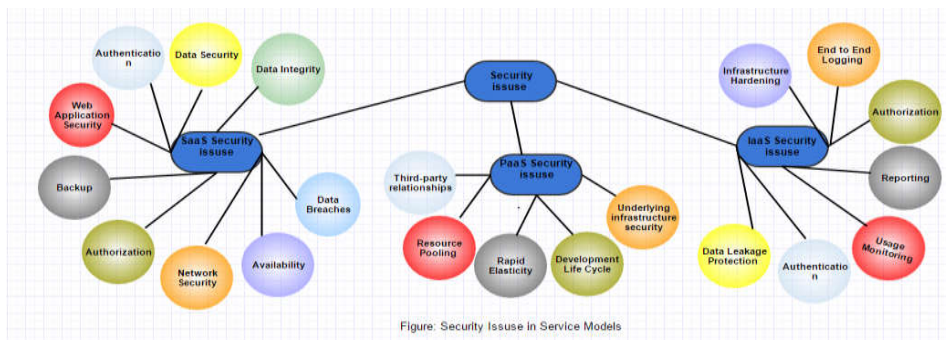 Security
issuse
SaaS Security
issuse
Authenticatio
n
Data Security
Data Integrity
Web
Application
Security
Backup
Authorization
Network
Security
Availability
Data
Breaches
PaaS Security
issuse
Third-party
relationships
Resource
Pooling
Rapid
Elasticity
Development
Life Cycle
Underlying
infrastructure
security
IaaS Security
issuse
Infrastructure
Hardening
End to End
Logging
Authorization
Reporting
Usage
Monitoring
Authenticatio
n
Data Leakage
Protection
Figure: Security Issuse in Service Models